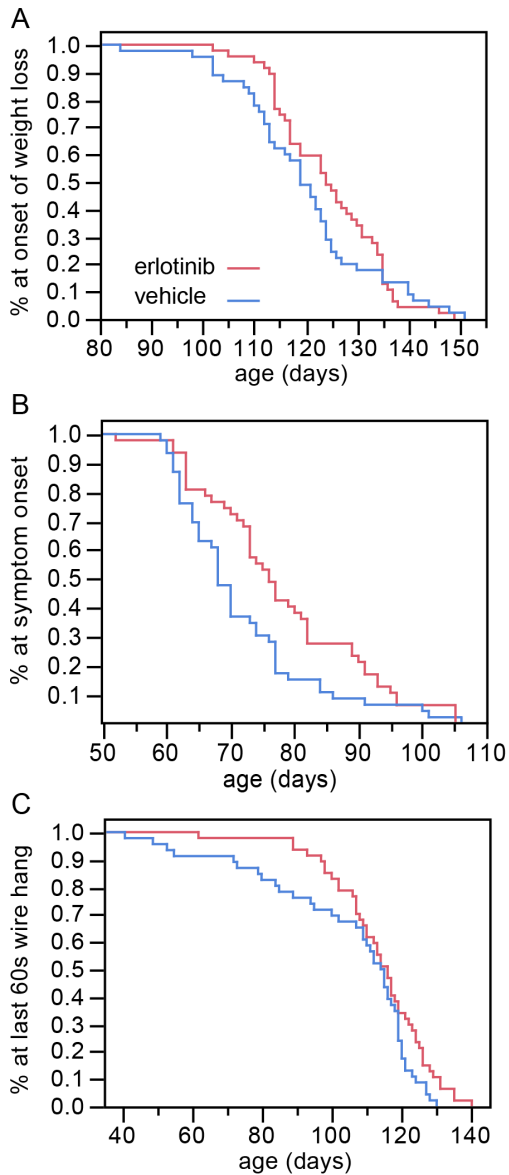 A
1.0
0.9
0.8
0.7
0.6
0.5
0.4
0.3
0.2
0.1
0.0
% at onset of weight loss
erlotinib
vehicle
80 90 100 110 120 130 140 150
age (days)
B
1.0
0.9
0.8
0.7
0.6
0.5
0.4
0.3
0.2
0.1
% at symptom onset
50 60 70 80 90 100 110
age (days)
C
1.0
0.9
0.8
0.7
0.6
0.5
0.4
0.3
0.2
0.1
0.0
% at last 60s wire hang
40 60 80 100 120 140
age (days)